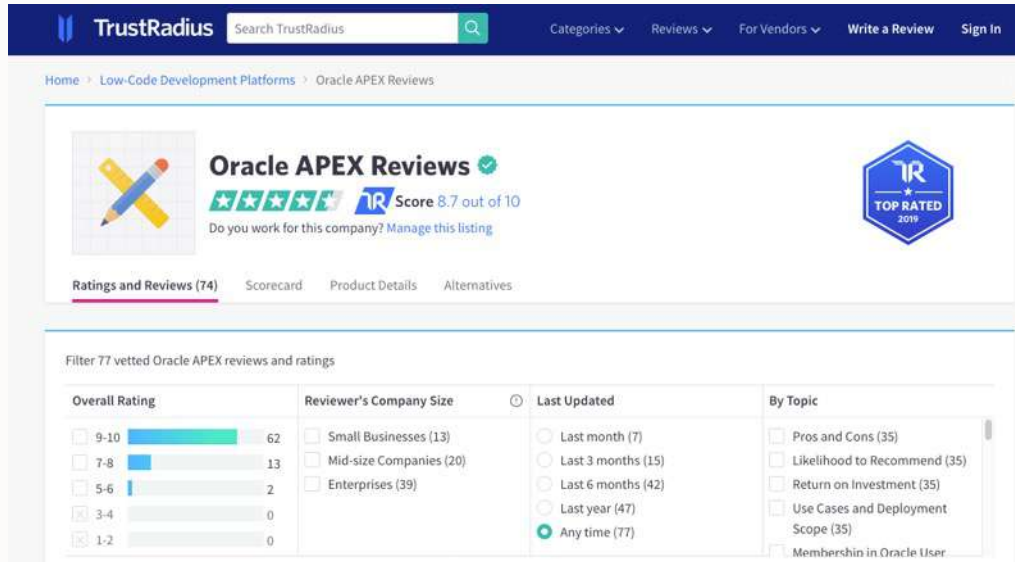 TrustRadius
Search TrustRadius
Categories
Reviews
For Vendors
Write a Review
Sign In
Home > Low-Code Development Platforms > Oracle APEX Reviews
Oracle APEX Reviews
TR Score 8.7 out of 10
Do you work for this company? Manage this listing
TR
TOP RATED
2019
Ratings and Reviews (74)
Scorecard
Product Details
Alternatives
Filter 77 vetted Oracle APEX reviews and ratings
Overall Rating
9-10 62
7-8 13
5-6 2
3-4 0
1-2 0
Reviewer's Company Size
Small Businesses (13)
Mid-size Companies (20)
Enterprises (39)
Last Updated
Last month (7)
Last 3 months (15)
Last 6 months (42)
Last year (47)
Any time (77)
By Topic
Pros and Cons (35)
Likelihood to Recommend (35)
Return on Investment (35)
Use Cases and Deployment
Scope (35)
Membership in Oracle User